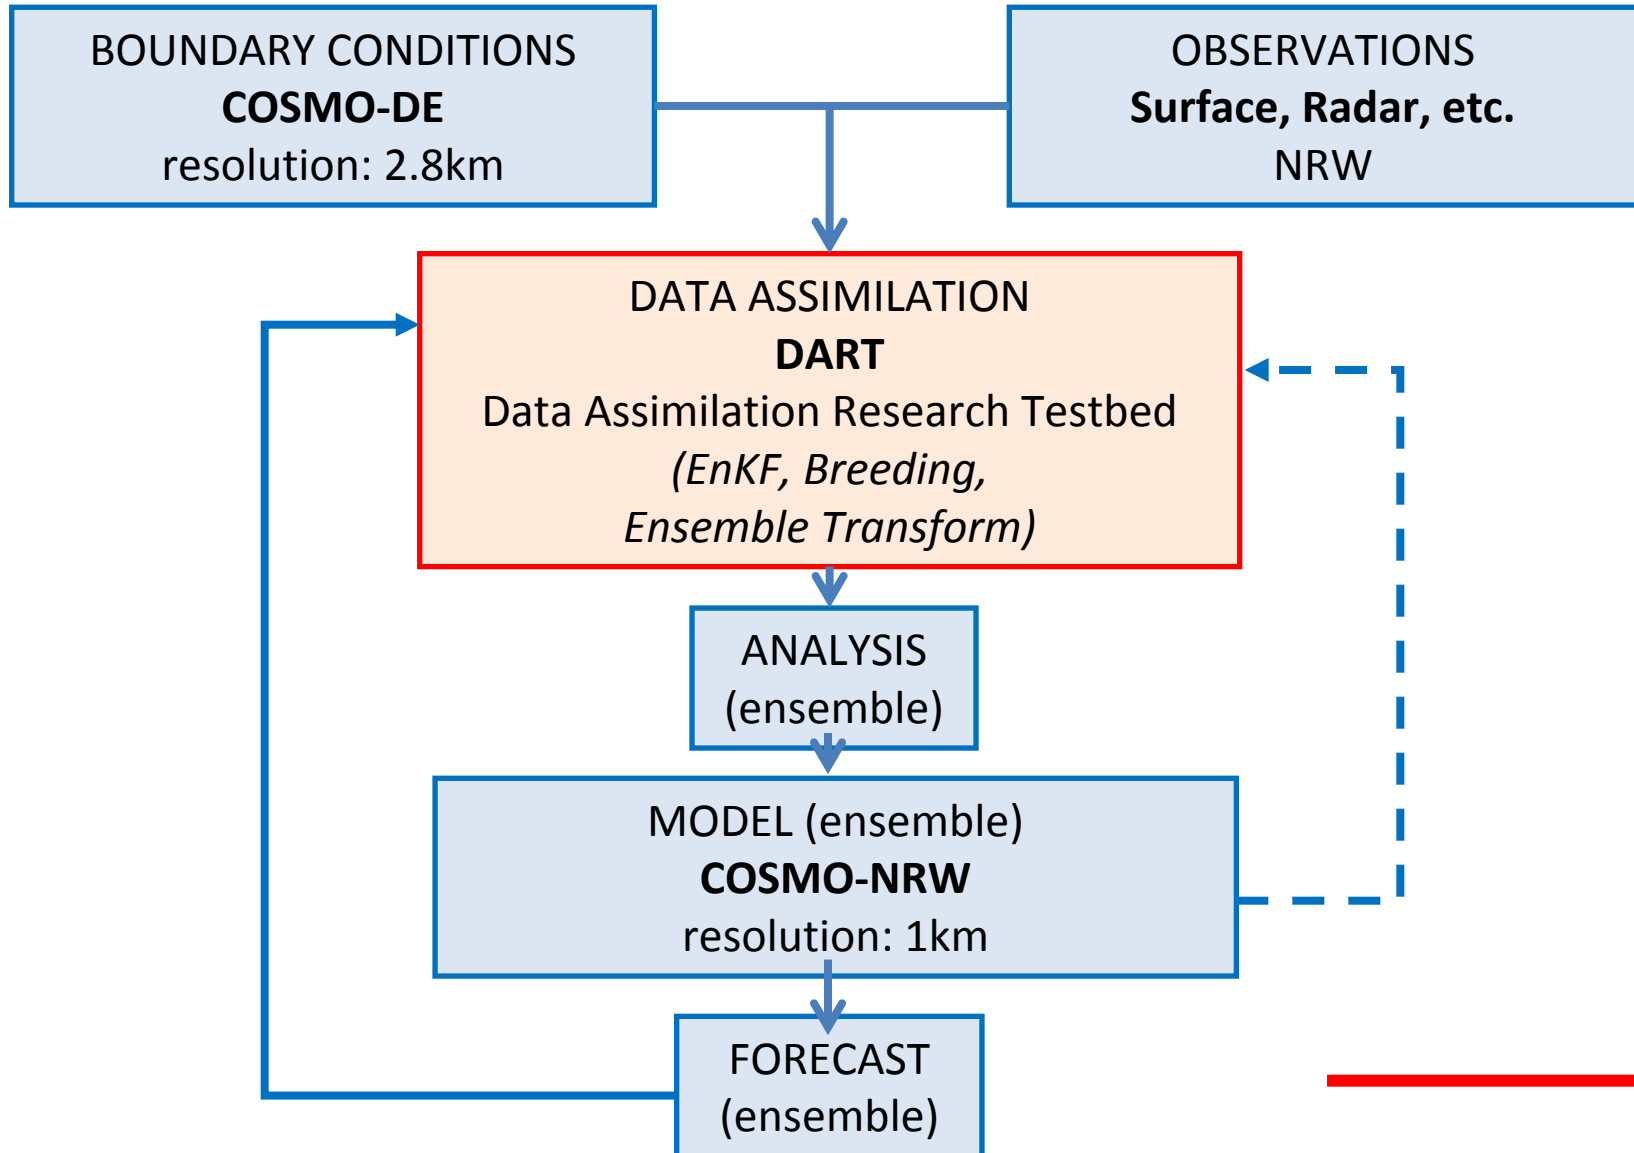 BOUNDARY CONDITIONS
COSMO-DE
resolution: 2.8km
OBSERVATIONS
Surface, Radar, etc.
NRW
DATA ASSIMILATION
DART
Data Assimilation Research Testbed
(EnKF, Breeding,
Ensemble Transform)
ANALYSIS
(ensemble)
MODEL (ensemble)
COSMO-NRW
resolution: 1km
FORECAST
(ensemble)